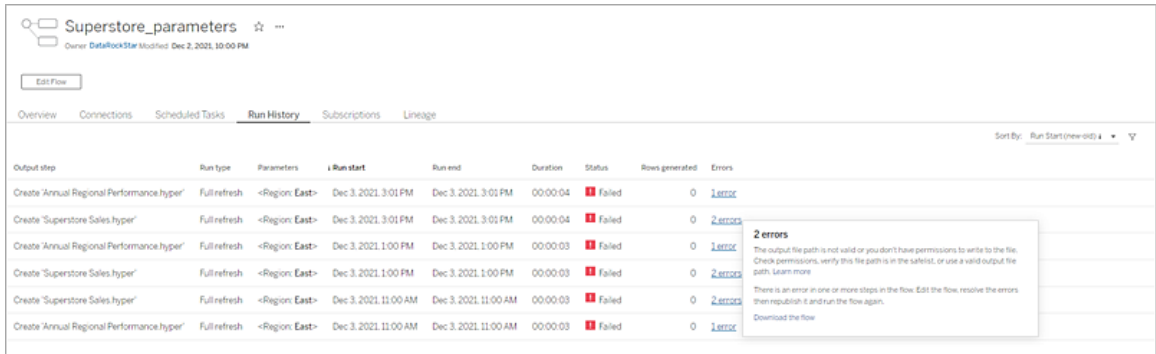 Superstore_parameters
Owner DataRockStar Modified Dec 2, 2021, 10:00 PM
Edit Flow
Overview Connections Scheduled Tasks Run History Subscriptions Lineage
Sort By: Run Start (new-old) ↓
Output step Run type Parameters ↓ Run start Run end Duration Status Rows generated Errors
Create 'Annual Regional Performance.hyper' Full refresh <Region: East> Dec 3, 2021, 3:01 PM Dec 3, 2021, 3:01 PM 00:00:04 Failed 0 1 error
Create 'Superstore Sales.hyper' Full refresh <Region: East> Dec 3, 2021, 3:01 PM Dec 3, 2021, 3:01 PM 00:00:04 Failed 0 2 errors
Create 'Annual Regional Performance.hyper' Full refresh <Region: East> Dec 3, 2021, 1:00 PM Dec 3, 2021, 1:00 PM 00:00:03 Failed 0 1 error
Create 'Superstore Sales.hyper' Full refresh <Region: East> Dec 3, 2021, 1:00 PM Dec 3, 2021, 1:00 PM 00:00:03 Failed 0 2 errors
Create 'Superstore Sales.hyper' Full refresh <Region: East> Dec 3, 2021, 11:00 AM Dec 3, 2021, 11:00 AM 00:00:03 Failed 0 2 errors
Create 'Annual Regional Performance.hyper' Full refresh <Region: East> Dec 3, 2021, 11:00 AM Dec 3, 2021, 11:00 AM 00:00:03 Failed 0 1 error
2 errors
The output file path is not valid or you don't have permissions to write to the file.
Check permissions, verify this file path is in the safelist, or use a valid output file
path. Learn more
There is an error in one or more steps in the flow. Edit the flow, resolve the errors
then republish it and run the flow again.
Download the flow